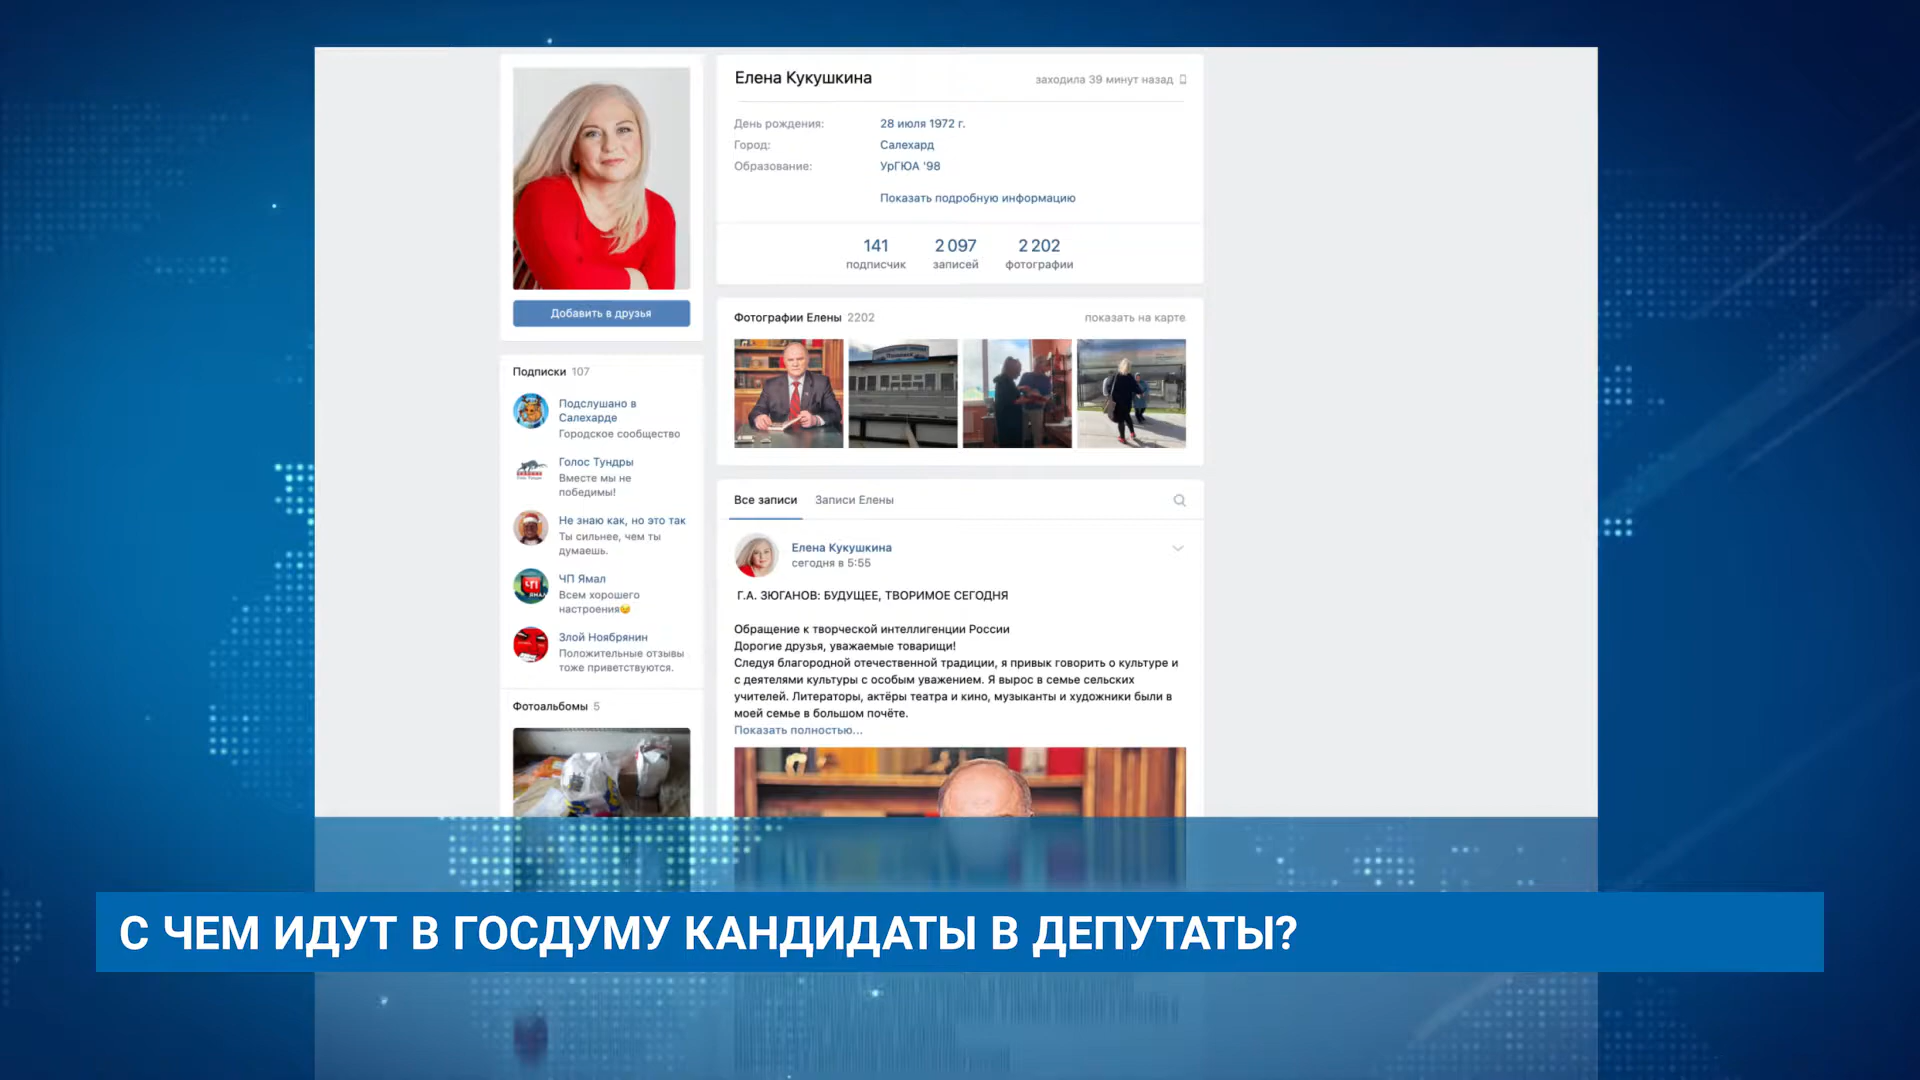 Елена Кукушкина
заходила 39 минут назад
День рождения: 28 июля 1972 г.
Город: Салехард
Образование: УрГЮА '98
Показать подробную информацию
141 2 097 2 202
подписчик записей фотографии
Добавить в друзья
Фотографии Елены 2202
показать на карте
Подписки 107
Подслушано в
Салехарде
Городское сообщество
Голос Тундры
Вместе мы не
победимы!
Не знаю как, но это так
Ты сильнее, чем ты
думаешь.
ЧП Ямал
Всем хорошего
настроения😉
Злой Ноябрянин
Положительные отзывы
тоже приветствуются.
Фотоальбомы 5
Все записи Записи Елены
Елена Кукушкина
сегодня в 5:55
Г.А. ЗЮГАНОВ: БУДУЩЕЕ, ТВОРИМОЕ СЕГОДНЯ
Обращение к творческой интеллигенции России
Дорогие друзья, уважаемые товарищи!
Следуя благородной отечественной традиции, я привык говорить о культуре и
с деятелями культуры с особым уважением. Я вырос в семье сельских
учителей. Литераторы, актёры театра и кино, музыканты и художники были в
моей семье в большом почёте.
Показать полностью...
С ЧЕМ ИДУТ В ГОСДУМУ КАНДИДАТЫ В ДЕПУТАТЫ?